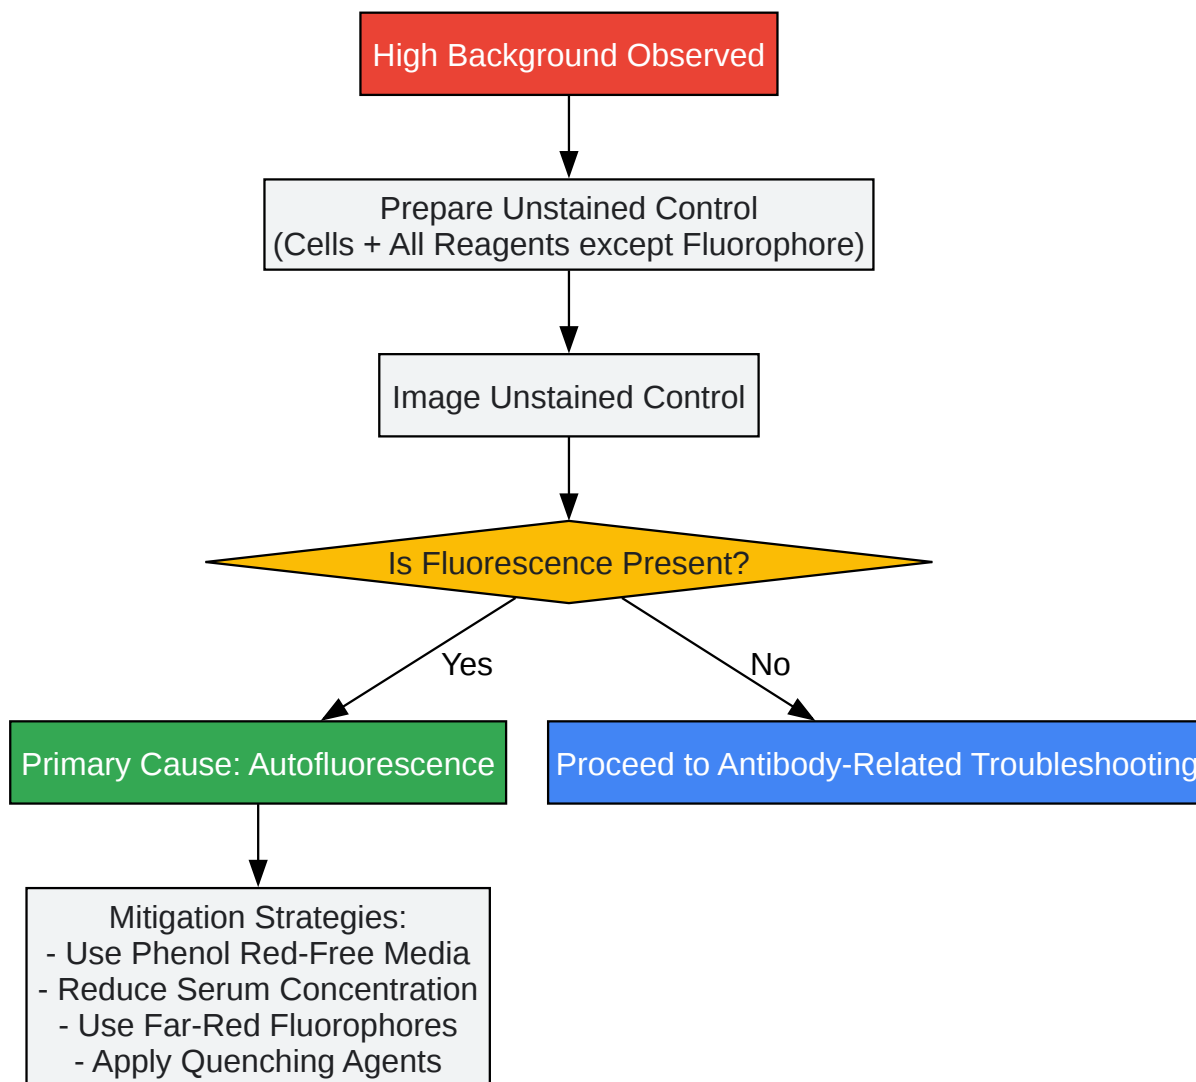 High Background Observed
Prepare Unstained Control
(Cells + All Reagents except Fluorophore)
Image Unstained Control
Is Fluorescence Present?
Yes
No
Primary Cause: Autofluorescence
Proceed to Antibody-Related Troubleshooting
Mitigation Strategies:
- Use Phenol Red-Free Media
- Reduce Serum Concentration
- Use Far-Red Fluorophores
- Apply Quenching Agents